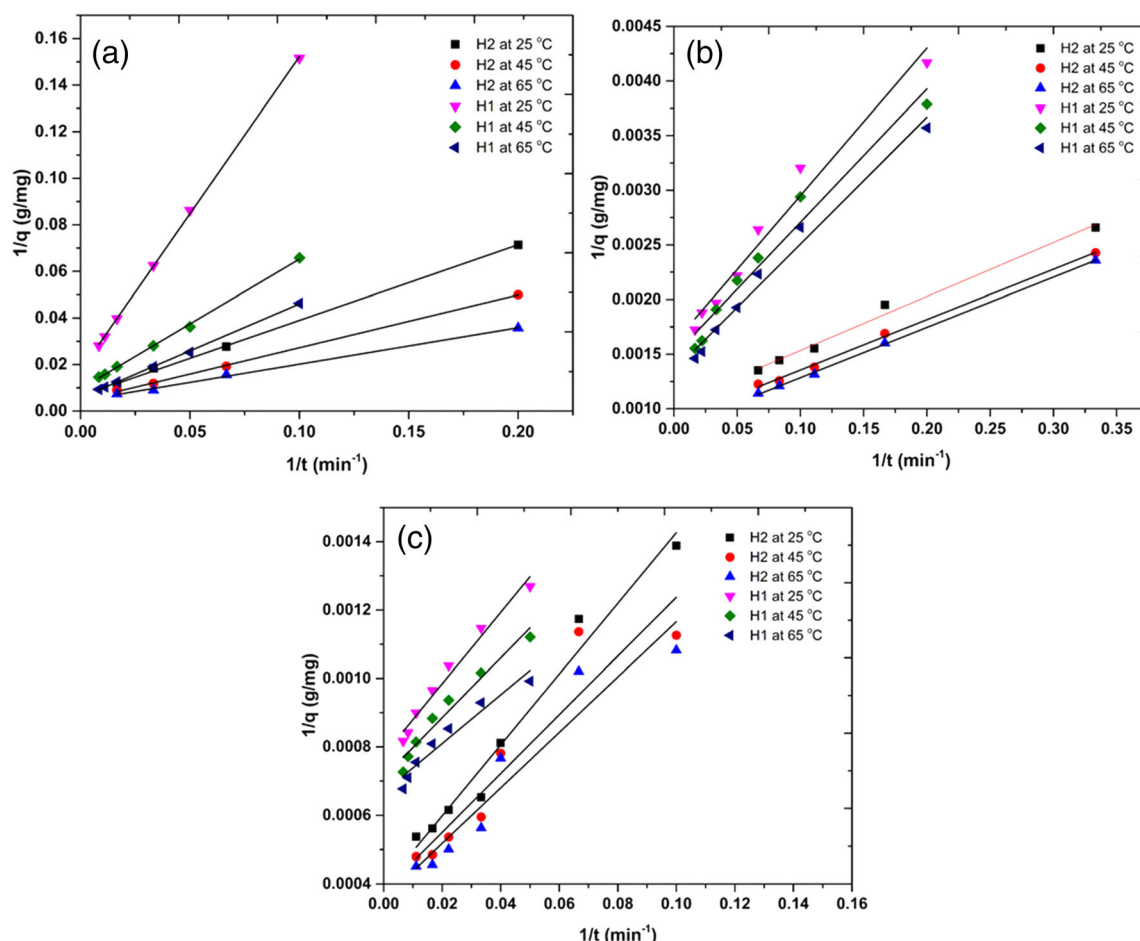 (a)
H2 at 25 °C
H2 at 45 °C
H2 at 65 °C
H1 at 25 °C
H1 at 45 °C
H1 at 65 °C
0.16
0.14
0.12
0.10
0.08
0.06
0.04
0.02
0.00
1/q (g/mg)
0.00 0.05 0.10 0.15 0.20
1/t (min⁻¹)
(b)
H2 at 25 °C
H2 at 45 °C
H2 at 65 °C
H1 at 25 °C
H1 at 45 °C
H1 at 65 °C
0.0045
0.0040
0.0035
0.0030
0.0025
0.0020
0.0015
0.0010
1/q (g/mg)
0.00 0.05 0.10 0.15 0.20 0.25 0.30 0.35
1/t (min⁻¹)
(c)
H2 at 25 °C
H2 at 45 °C
H2 at 65 °C
H1 at 25 °C
H1 at 45 °C
H1 at 65 °C
0.0014
0.0012
0.0010
0.0008
0.0006
0.0004
1/q (g/mg)
0.00 0.02 0.04 0.06 0.08 0.10 0.12 0.14 0.16
1/t (min⁻¹)